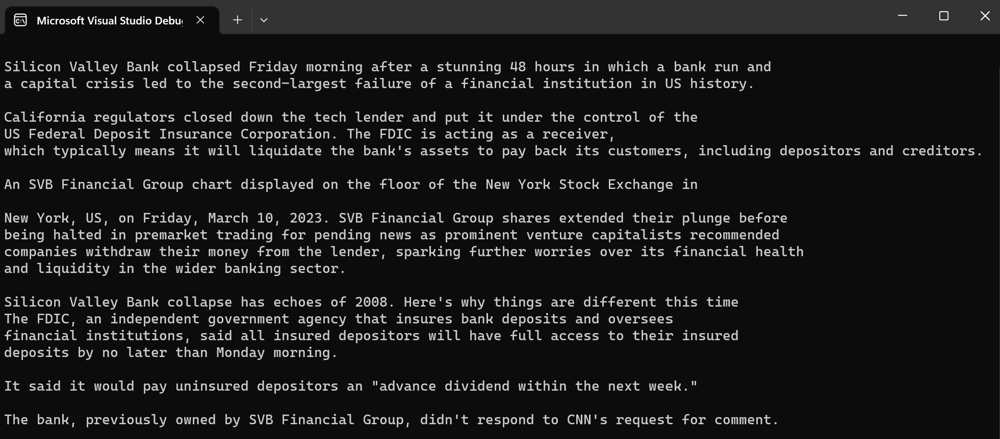 Microsoft Visual Studio Debu
Silicon Valley Bank collapsed Friday morning after a stunning 48 hours in which a bank run and
a capital crisis led to the second-largest failure of a financial institution in US history.
California regulators closed down the tech lender and put it under the control of the
US Federal Deposit Insurance Corporation. The FDIC is acting as a receiver,
which typically means it will liquidate the bank's assets to pay back its customers, including depositors and creditors.
An SVB Financial Group chart displayed on the floor of the New York Stock Exchange in
New York, US, on Friday, March 10, 2023. SVB Financial Group shares extended their plunge before
being halted in premarket trading for pending news as prominent venture capitalists recommended
companies withdraw their money from the lender, sparking further worries over its financial health
and liquidity in the wider banking sector.
Silicon Valley Bank collapse has echoes of 2008. Here's why things are different this time
The FDIC, an independent government agency that insures bank deposits and oversees
financial institutions, said all insured depositors will have full access to their insured
deposits by no later than Monday morning.
It said it would pay uninsured depositors an "advance dividend within the next week."
The bank, previously owned by SVB Financial Group, didn't respond to CNN's request for comment.